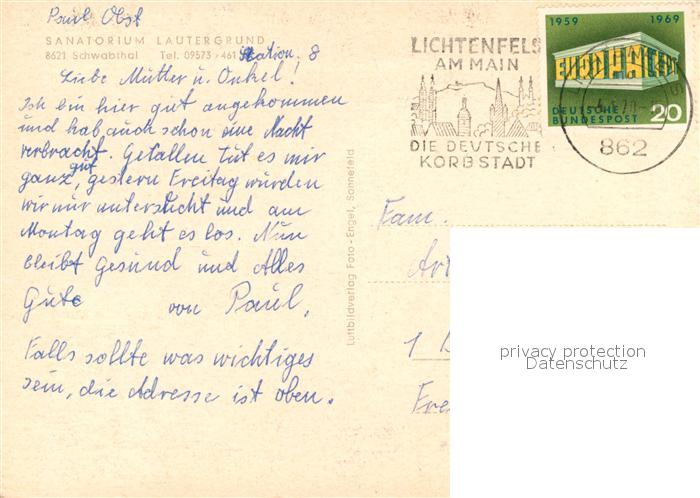 Paul Obst
SANATORIUM LAUTERGRUND
8621 Schwabthal Tel. 09573 - 461 Station 8
Liebe Mutter u. Onkel!
Ich bin hier gut angekommen
und hab auch schon eine Nacht
verbracht. Gefallen tut es mir
ganz gut, gestern Freitag wurden
wir nur untersucht und am
Montag geht es los. Nun
bleibt Gesund und Alles
Gute von Paul,
Falls sollte was wichtiges
sein, die Adresse ist oben.
Luftbildverlag Foto-Engel, Sonnefeld
LICHTENFELS
AM MAIN
DIE DEUTSCHE
KORBSTADT
1959 1969
EUROPA CEPT
DEUTSCHE
BUNDESPOST 20
862
Fam.
1
privacy protection
Datenschutz